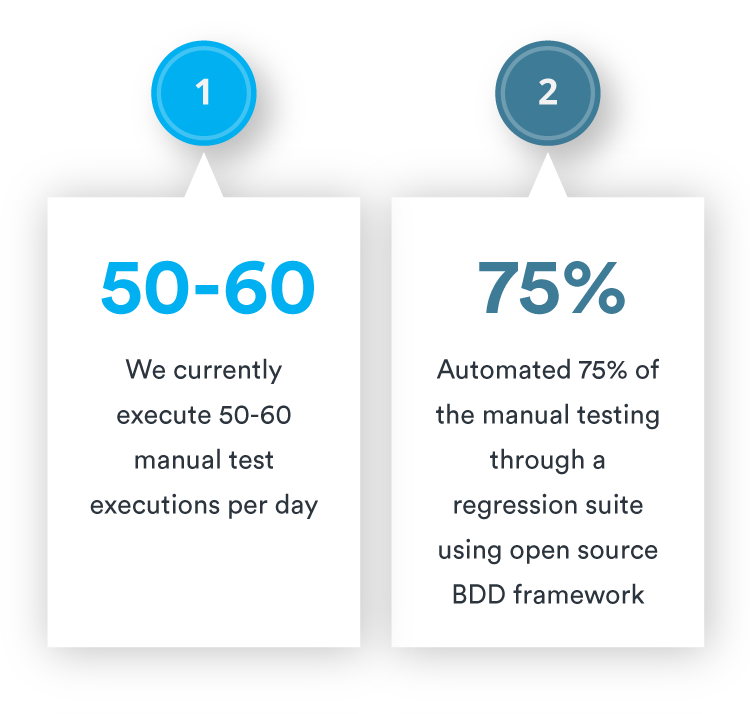 1
50-60
We currently
execute 50-60
manual test
executions per day
2
75%
Automated 75% of
the manual testing
through a
regression suite
using open source
BDD framework